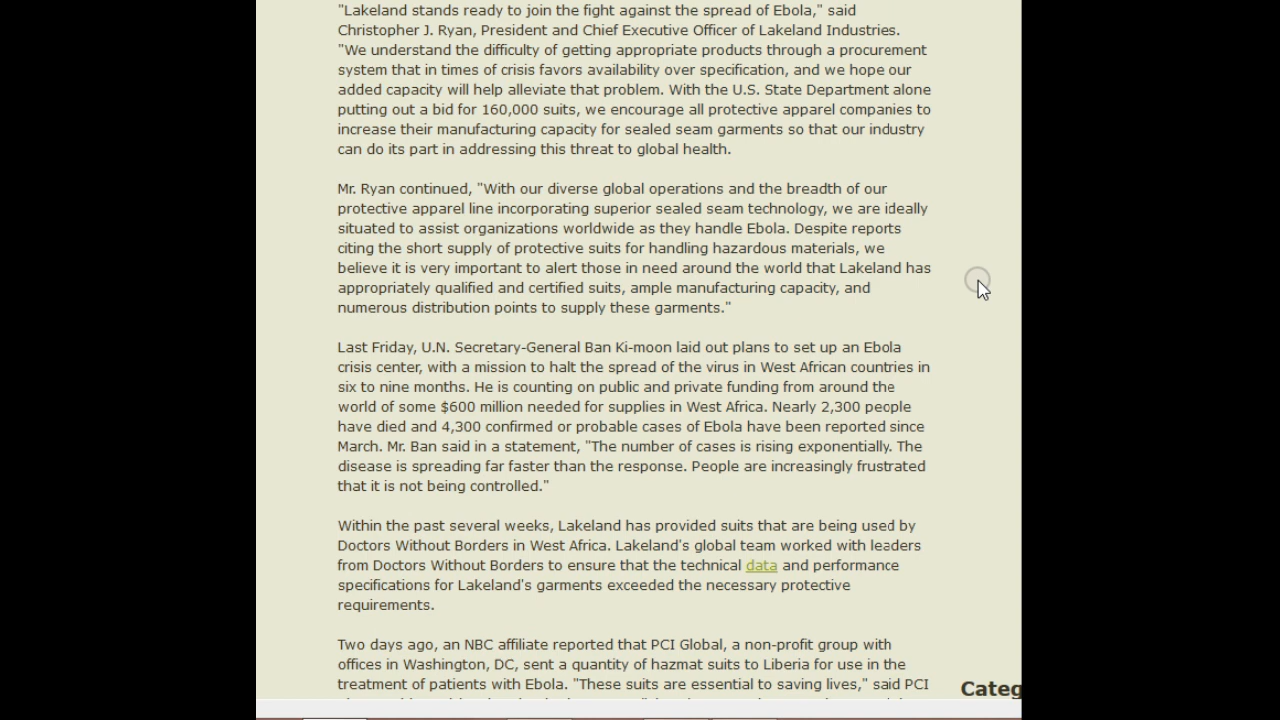 "Lakeland stands ready to join the fight against the spread of Ebola," said
Christopher J. Ryan, President and Chief Executive Officer of Lakeland Industries.
"We understand the difficulty of getting appropriate products through a procurement
system that in times of crisis favors availability over specification, and we hope our
added capacity will help alleviate that problem. With the U.S. State Department alone
putting out a bid for 160,000 suits, we encourage all protective apparel companies to
increase their manufacturing capacity for sealed seam garments so that our industry
can do its part in addressing this threat to global health.
Mr. Ryan continued, "With our diverse global operations and the breadth of our
protective apparel line incorporating superior sealed seam technology, we are ideally
situated to assist organizations worldwide as they handle Ebola. Despite reports
citing the short supply of protective suits for handling hazardous materials, we
believe it is very important to alert those in need around the world that Lakeland has
appropriately qualified and certified suits, ample manufacturing capacity, and
numerous distribution points to supply these garments."
Last Friday, U.N. Secretary-General Ban Ki-moon laid out plans to set up an Ebola
crisis center, with a mission to halt the spread of the virus in West African countries in
six to nine months. He is counting on public and private funding from around the
world of some $600 million needed for supplies in West Africa. Nearly 2,300 people
have died and 4,300 confirmed or probable cases of Ebola have been reported since
March. Mr. Ban said in a statement, "The number of cases is rising exponentially. The
disease is spreading far faster than the response. People are increasingly frustrated
that it is not being controlled."
Within the past several weeks, Lakeland has provided suits that are being used by
Doctors Without Borders in West Africa. Lakeland's global team worked with leaders
from Doctors Without Borders to ensure that the technical data and performance
specifications for Lakeland's garments exceeded the necessary protective
requirements.
Two days ago, an NBC affiliate reported that PCI Global, a non-profit group with
offices in Washington, DC, sent a quantity of hazmat suits to Liberia for use in the
treatment of patients with Ebola. "These suits are essential to saving lives," said PCI
Categ